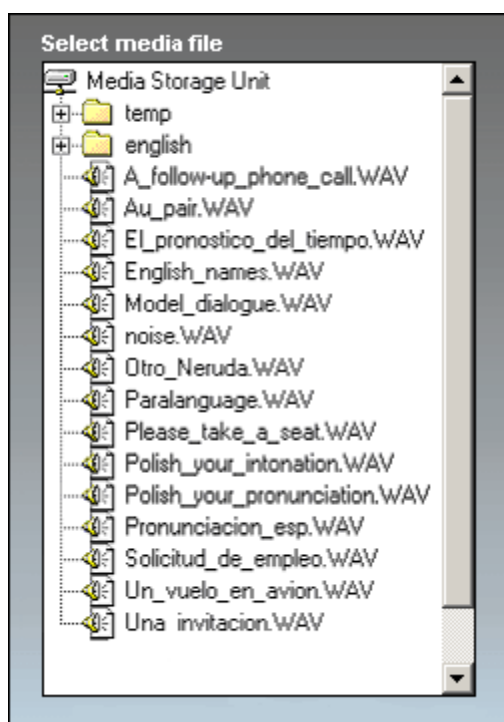 Select media file
Media Storage Unit
temp
english
A_follow-up_phone_call.WAV
Au_pair.WAV
El_pronostico_del_tiempo.WAV
English_names.WAV
Model_dialogue.WAV
noise.WAV
Otro_Neruda.WAV
Paralanguage.WAV
Please_take_a_seat.WAV
Polish_your_intonation.WAV
Polish_your_pronunciation.WAV
Pronunciacion_esp.WAV
Solicitud_de_empleo.WAV
Un_vuelo_en_avion.WAV
Una invitacion.WAV